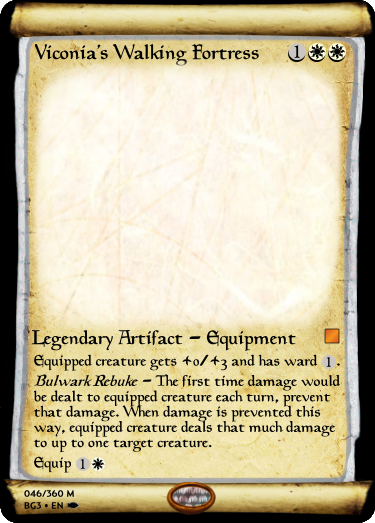 Viconia's Walking Fortress 1
Legendary Artifact – Equipment
Equipped creature gets +0/+3 and has ward 1.
Bulwark Rebuke – The first time damage would
be dealt to equipped creature each turn, prevent
that damage. When damage is prevented this
way, equipped creature deals that much damage
to up to one target creature.
Equip 1
046/360 M
BG3 • EN